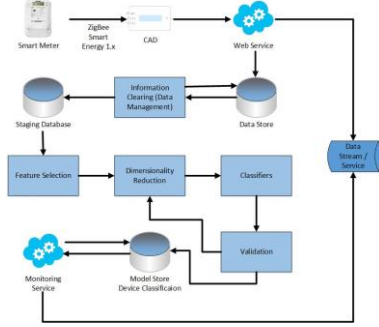 Smart Meter
ZigBee
Smart
Energy 1.x
CAD
Web Service
Information
Clearing (Data
Management)
Staging Database
Data Store
Data
Stream /
Service
Feature Selection
Dimensionality
Reduction
Classifiers
Validation
Monitoring
Service
Model Store
Device Classificaion